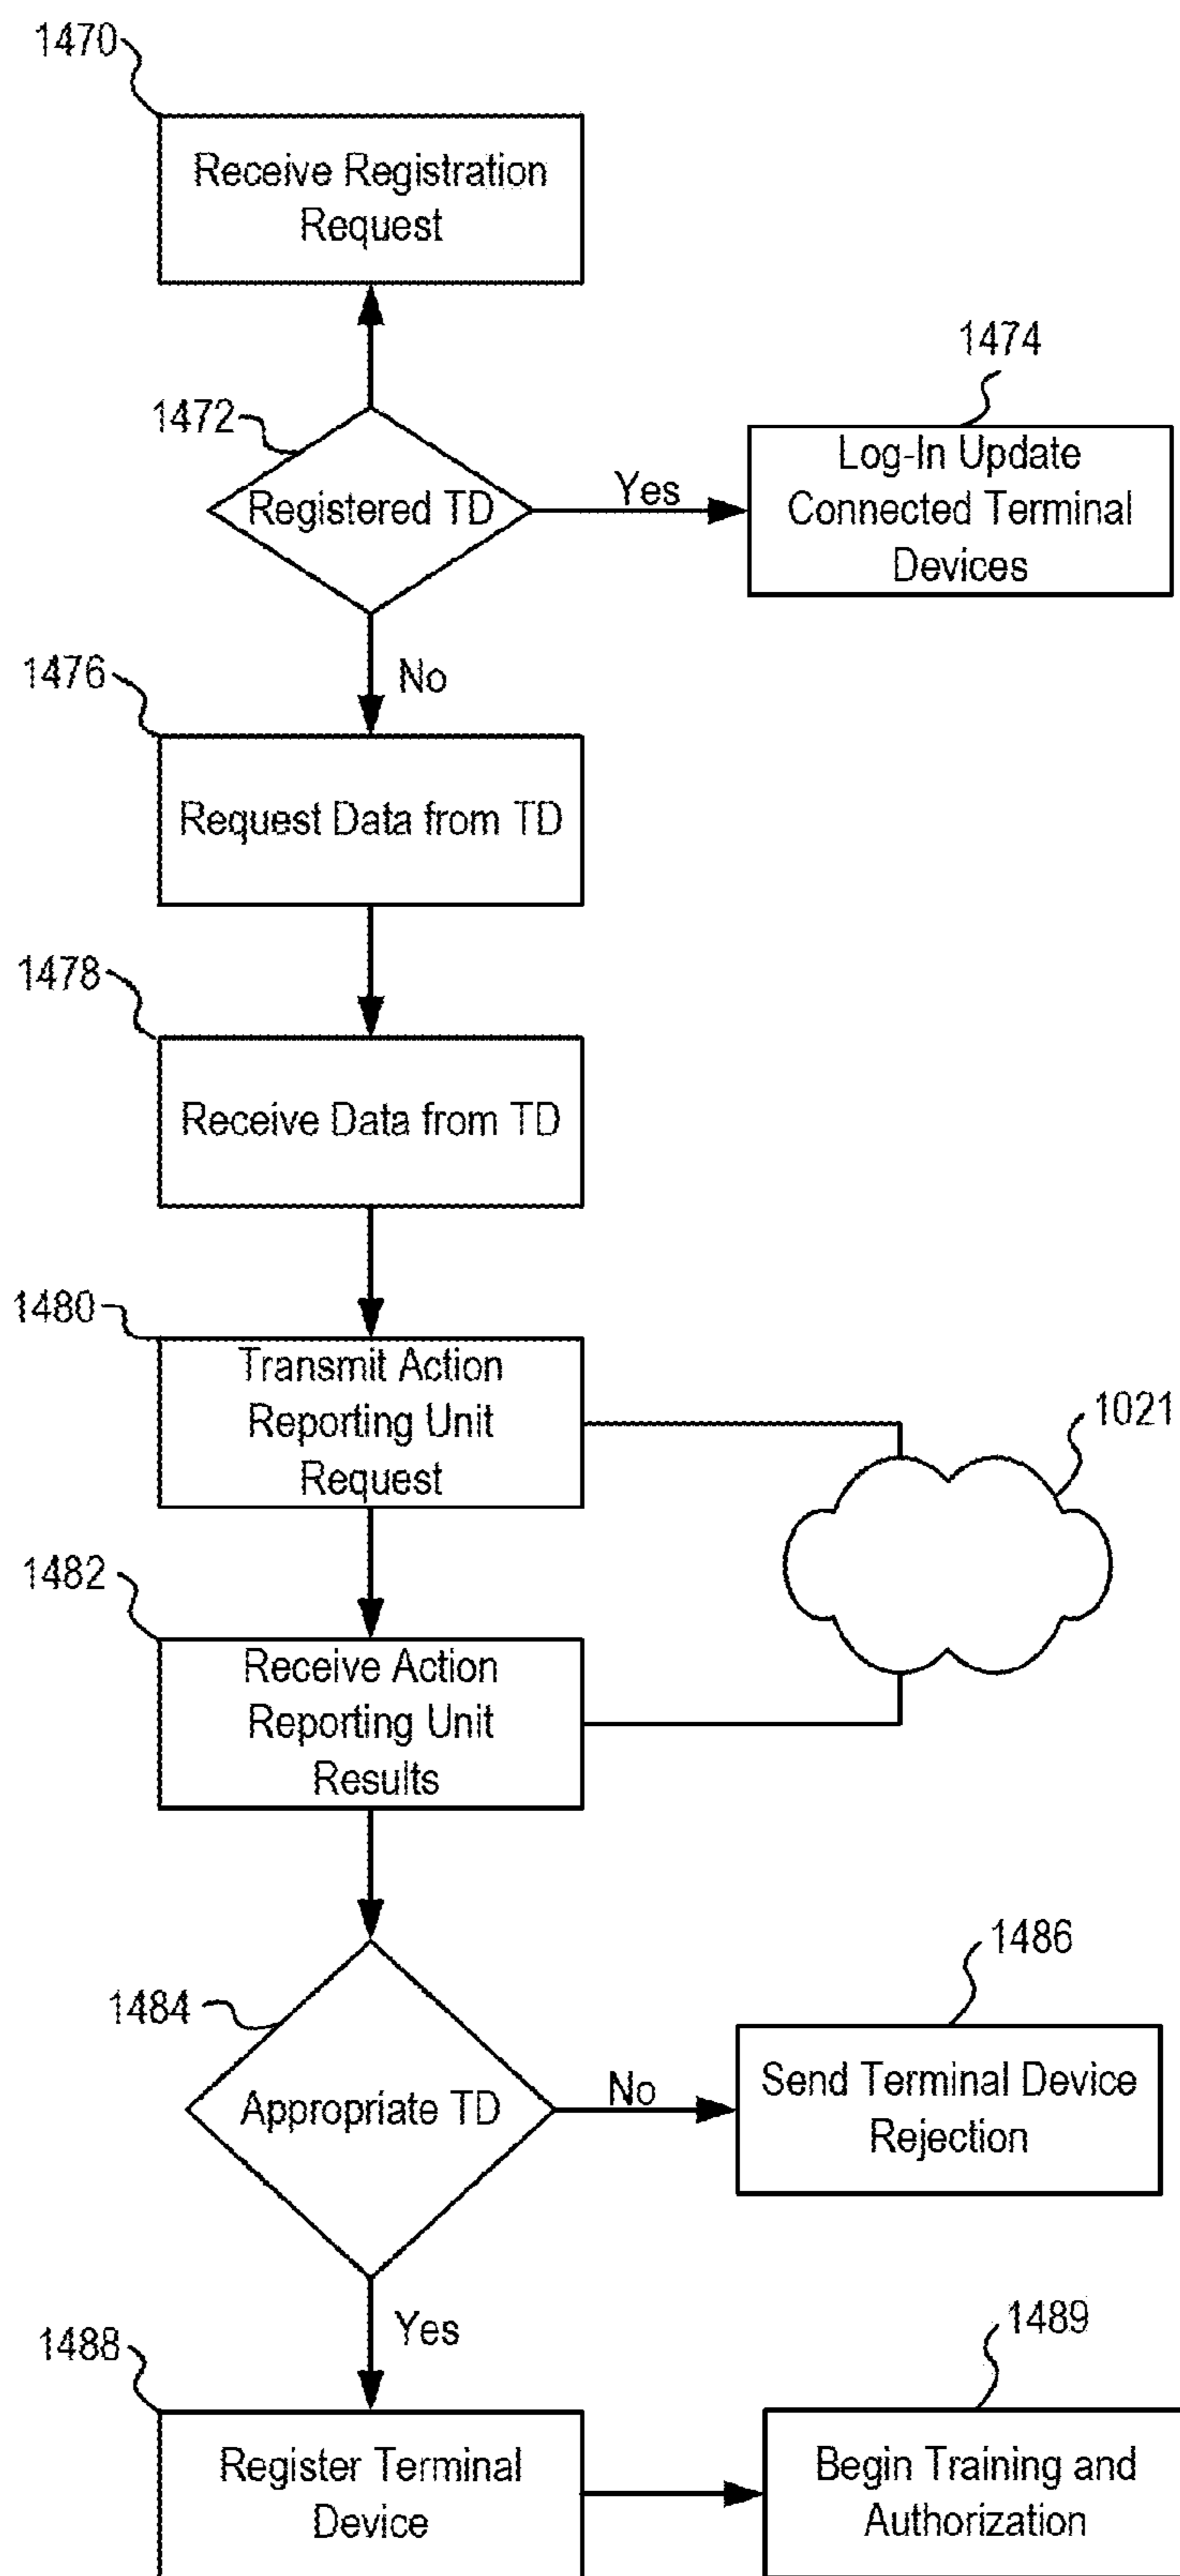 1470
Receive Registration
Request
1474
1472
Registered TD
Yes
Log-In Update
Connected Terminal
Devices
No
1476
Request Data from TD
1478
Receive Data from TD
1480
Transmit Action
Reporting Unit
Request
1021
1482
Receive Action
Reporting Unit
Results
1484
Appropriate TD
No
1486
Send Terminal Device
Rejection
Yes
1488
Register Terminal
Device
1489
Begin Training and
Authorization